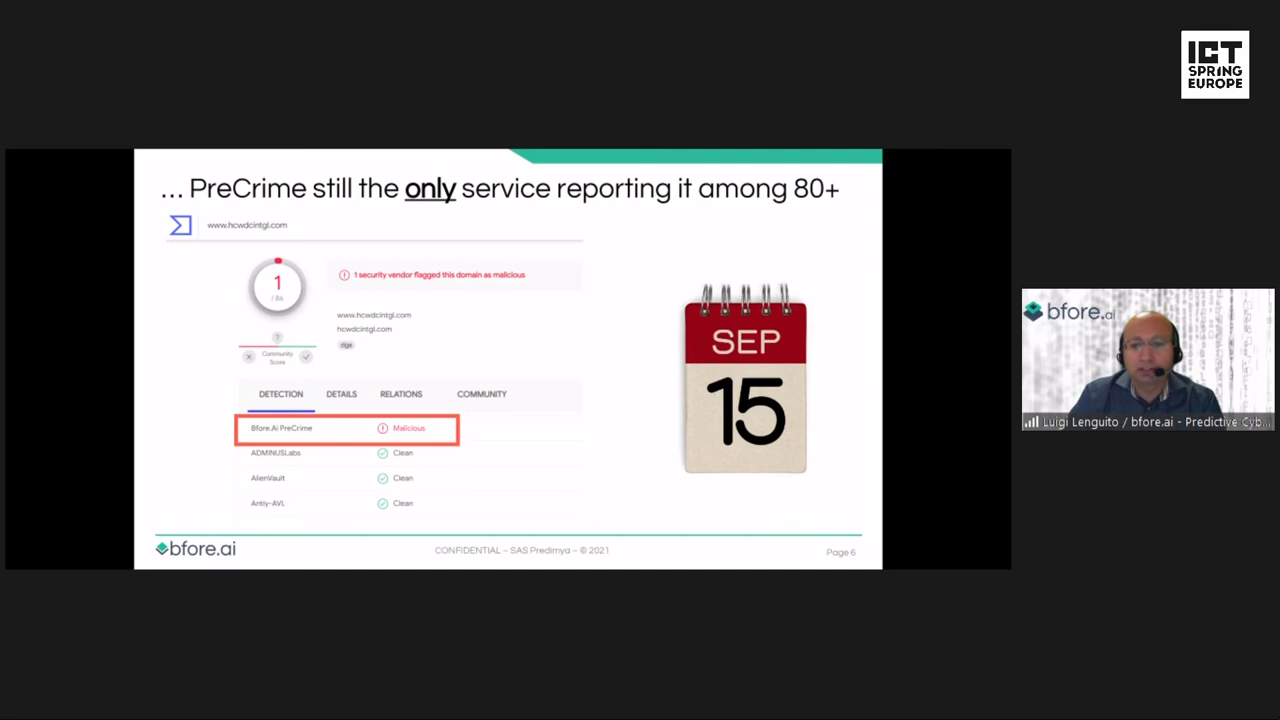 ICT
SPRING
EUROPE
… PreCrime still the only service reporting it among 80+
www.hcwdcintgl.com
1
/ 86
1 security vendor flagged this domain as malicious
www.hcwdcintgl.com
hcwdcintgl.com
dga
?
Community
Score
DETECTION DETAILS RELATIONS COMMUNITY
Bfore.Ai PreCrime Malicious
ADMINUSLabs Clean
AlienVault Clean
Antiy-AVL Clean
SEP
15
bfore.ai
CONFIDENTIAL – SAS Predimya – © 2021
Page 6
bfore.ai
Luigi Lenguito / bfore.ai - Predictive Cyb...